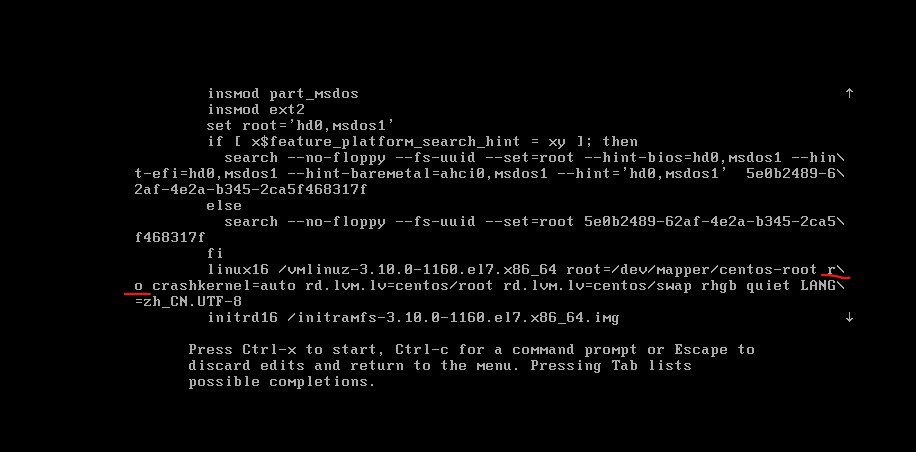 insmod part_msdos
insmod ext2
set root='hd0,msdos1'
if [ x$feature_platform_search_hint = xy ]; then
search --no-floppy --fs-uuid --set=root --hint-bios=hd0,msdos1 --hin\
t-efi=hd0,msdos1 --hint-baremetal=ahci0,msdos1 --hint='hd0,msdos1'  5e0b2489-6\
2af-4e2a-b345-2ca5f468317f
else
search --no-floppy --fs-uuid --set=root 5e0b2489-62af-4e2a-b345-2ca5\
f468317f
fi
linux16 /vmlinuz-3.10.0-1160.el7.x86_64 root=/dev/mapper/centos-root r\
o crashkernel=auto rd.lvm.lv=centos/root rd.lvm.lv=centos/swap rhgb quiet LANG\
=zh_CN.UTF-8
initrd16 /initramfs-3.10.0-1160.el7.x86_64.img
Press Ctrl-x to start, Ctrl-c for a command prompt or Escape to
discard edits and return to the menu. Pressing Tab lists
possible completions.